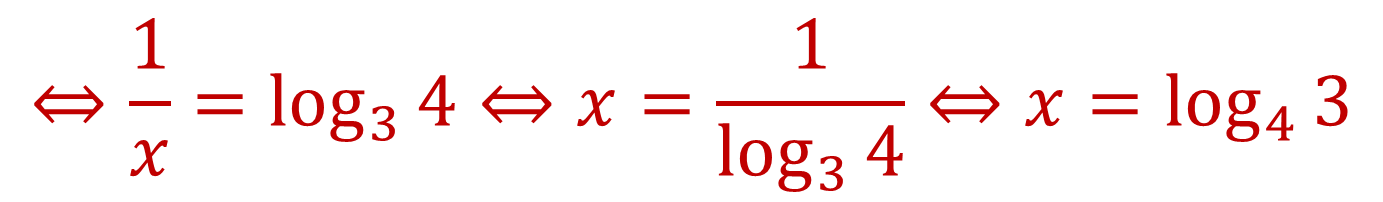 ⇔ 1/x = log₃ 4 ⇔ x = 1/(log₃ 4) ⇔ x = log₄ 3